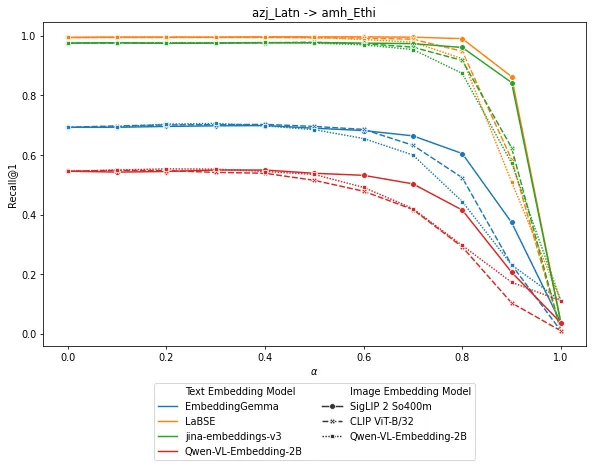 azj_Latn -> amh_Ethi
Recall@1
1.0
0.8
0.6
0.4
0.2
0.0
0.0 0.2 0.4 0.6 0.8 1.0
α
Text Embedding Model
EmbeddingGemma
LaBSE
jina-embeddings-v3
Qwen-VL-Embedding-2B
Image Embedding Model
SigLIP 2 So400m
CLIP ViT-B/32
Qwen-VL-Embedding-2B